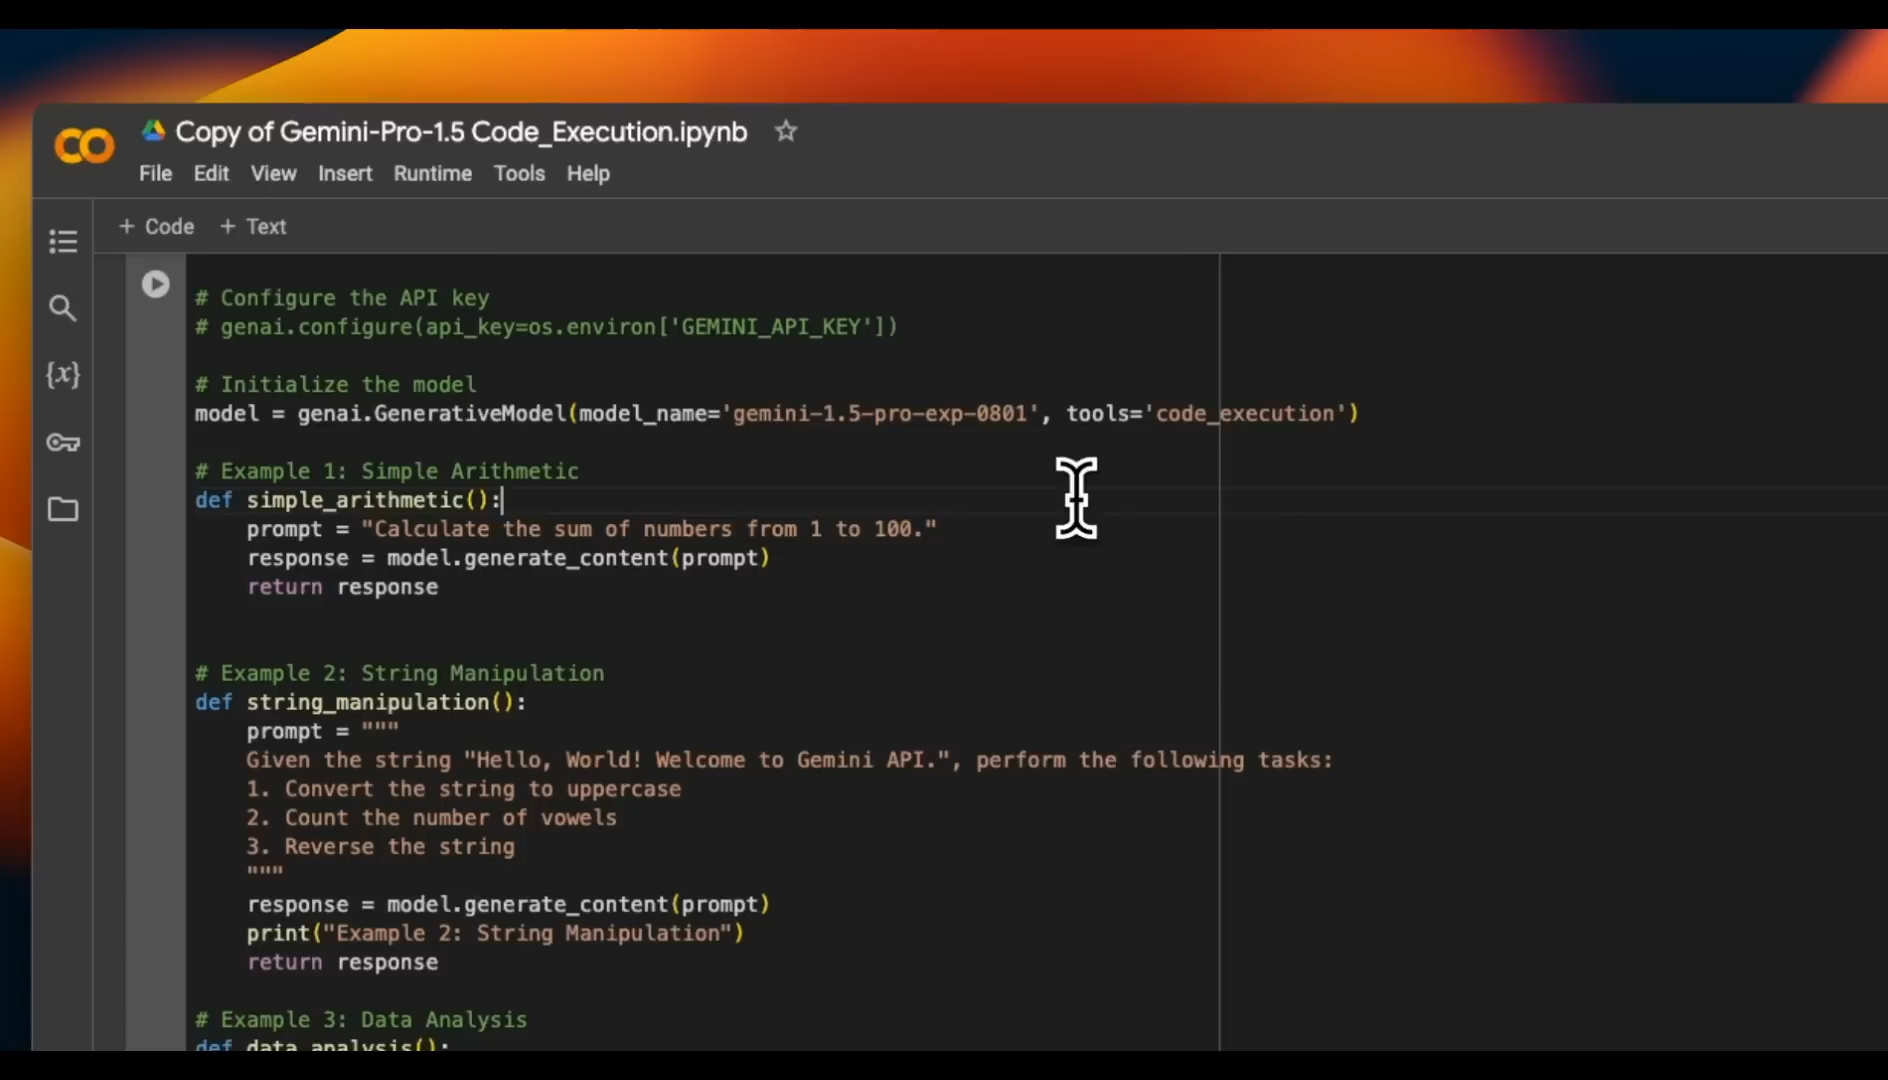 Copy of Gemini-Pro-1.5 Code_Execution.ipynb
File Edit View Insert Runtime Tools Help
+ Code + Text
{x}
# Configure the API key
# genai.configure(api_key=os.environ['GEMINI_API_KEY'])
# Initialize the model
model = genai.GenerativeModel(model_name='gemini-1.5-pro-exp-0801', tools='code_execution')
# Example 1: Simple Arithmetic
def simple_arithmetic():
    prompt = "Calculate the sum of numbers from 1 to 100."
    response = model.generate_content(prompt)
    return response
# Example 2: String Manipulation
def string_manipulation():
    prompt = """
    Given the string "Hello, World! Welcome to Gemini API.", perform the following tasks:
    1. Convert the string to uppercase
    2. Count the number of vowels
    3. Reverse the string
    """
    response = model.generate_content(prompt)
    print("Example 2: String Manipulation")
    return response
# Example 3: Data Analysis
def data_analysis():